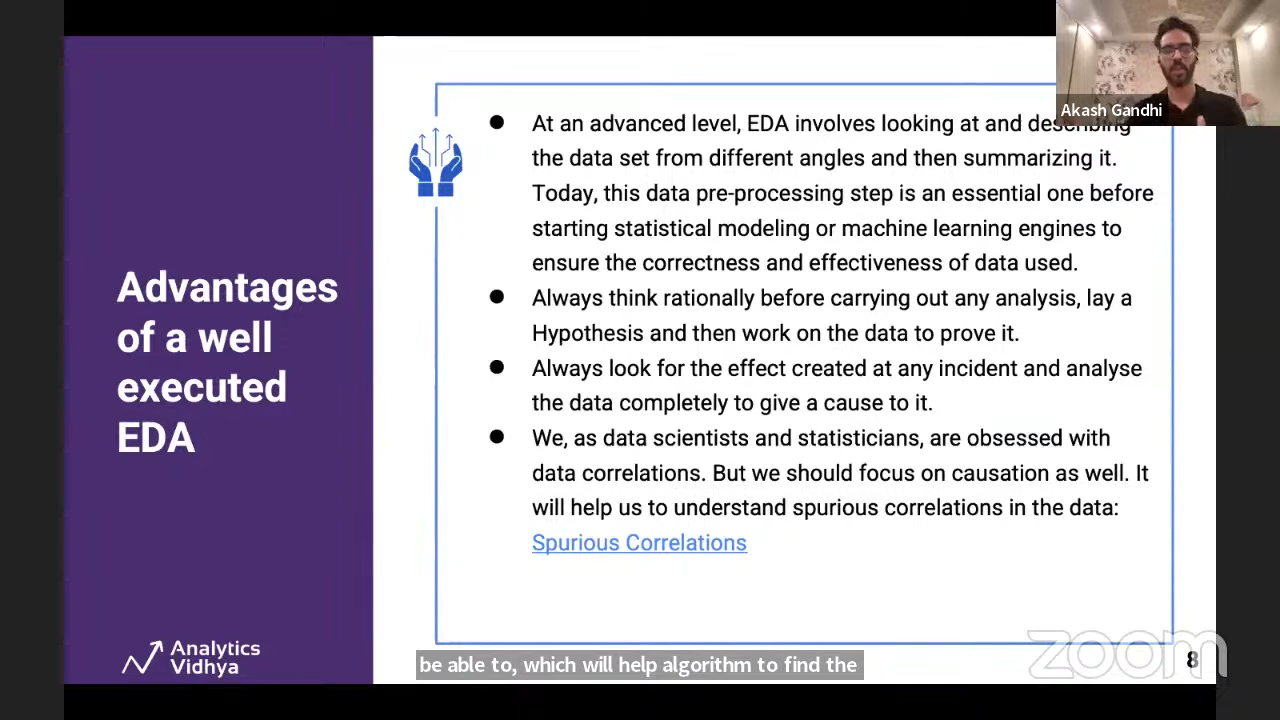 Advantages
of a well
executed
EDA
Analytics
Vidhya
At an advanced level, EDA involves looking at and describing
the data set from different angles and then summarizing it.
Today, this data pre-processing step is an essential one before
starting statistical modeling or machine learning engines to
ensure the correctness and effectiveness of data used.
Always think rationally before carrying out any analysis, lay a
Hypothesis and then work on the data to prove it.
Always look for the effect created at any incident and analyse
the data completely to give a cause to it.
We, as data scientists and statisticians, are obsessed with
data correlations. But we should focus on causation as well. It
will help us to understand spurious correlations in the data:
Spurious Correlations
Akash Gandhi
be able to, which will help algorithm to find the
zoom
8